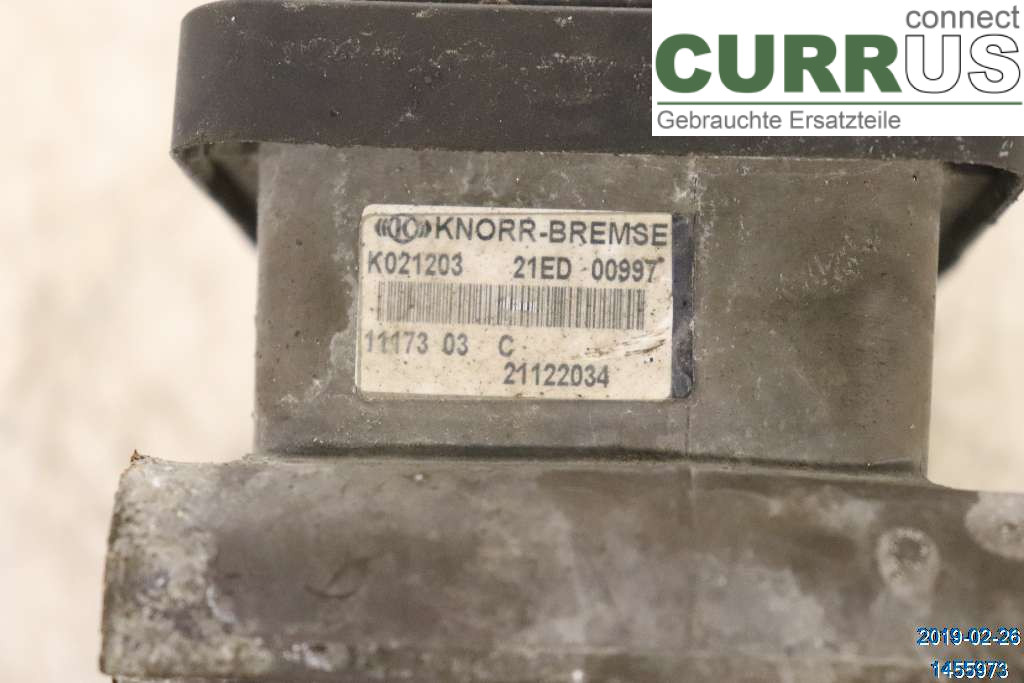 connect
CURRUS
Gebrauchte Ersatzteile
KNORR-BREMSE
K021203 21ED 00997
11173 03 C
21122034
2019-02-26
1455973